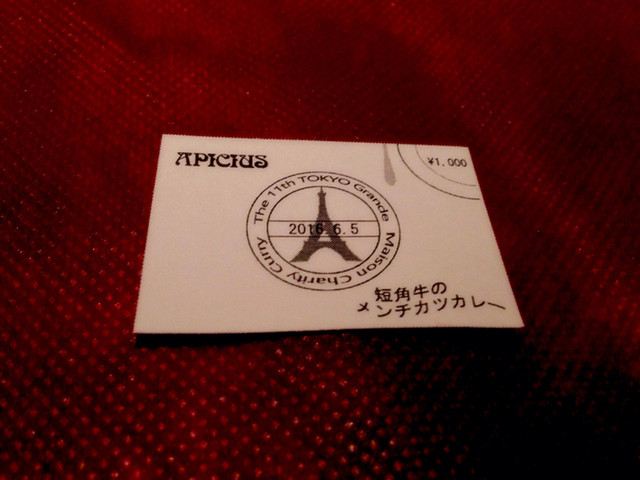 APICIUS
¥1,000
The 11th TOKYO Grande Maison Charity Curry
2016.6.5
短角牛の
メンチカツカレー